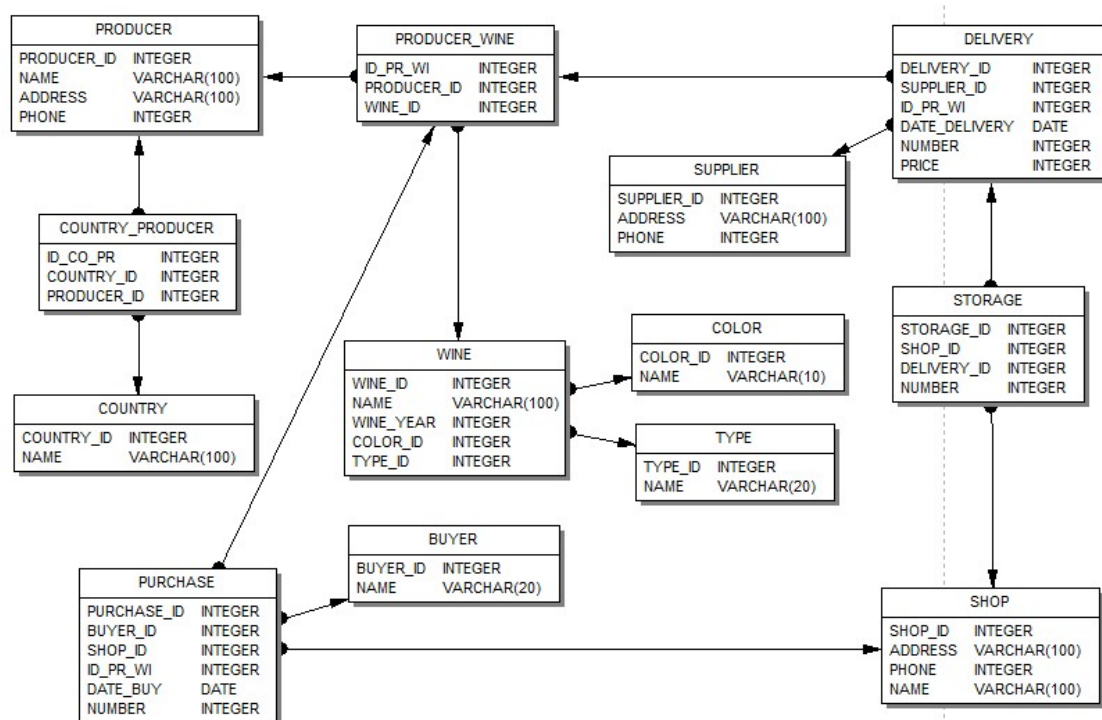 PRODUCER
PRODUCER_ID INTEGER
NAME VARCHAR(100)
ADDRESS VARCHAR(100)
PHONE INTEGER
PRODUCER_WINE
ID_PR_WI INTEGER
PRODUCER_ID INTEGER
WINE_ID INTEGER
DELIVERY
DELIVERY_ID INTEGER
SUPPLIER_ID INTEGER
ID_PR_WI INTEGER
DATE_DELIVERY DATE
NUMBER INTEGER
PRICE INTEGER
SUPPLIER
SUPPLIER_ID INTEGER
ADDRESS VARCHAR(100)
PHONE INTEGER
COUNTRY_PRODUCER
ID_CO_PR INTEGER
COUNTRY_ID INTEGER
PRODUCER_ID INTEGER
STORAGE
STORAGE_ID INTEGER
SHOP_ID INTEGER
DELIVERY_ID INTEGER
NUMBER INTEGER
COLOR
COLOR_ID INTEGER
NAME VARCHAR(10)
WINE
WINE_ID INTEGER
NAME VARCHAR(100)
WINE_YEAR INTEGER
COLOR_ID INTEGER
TYPE_ID INTEGER
COUNTRY
COUNTRY_ID INTEGER
NAME VARCHAR(100)
TYPE
TYPE_ID INTEGER
NAME VARCHAR(20)
BUYER
BUYER_ID INTEGER
NAME VARCHAR(20)
PURCHASE
PURCHASE_ID INTEGER
BUYER_ID INTEGER
SHOP_ID INTEGER
ID_PR_WI INTEGER
DATE_BUY DATE
NUMBER INTEGER
SHOP
SHOP_ID INTEGER
ADDRESS VARCHAR(100)
PHONE INTEGER
NAME VARCHAR(100)